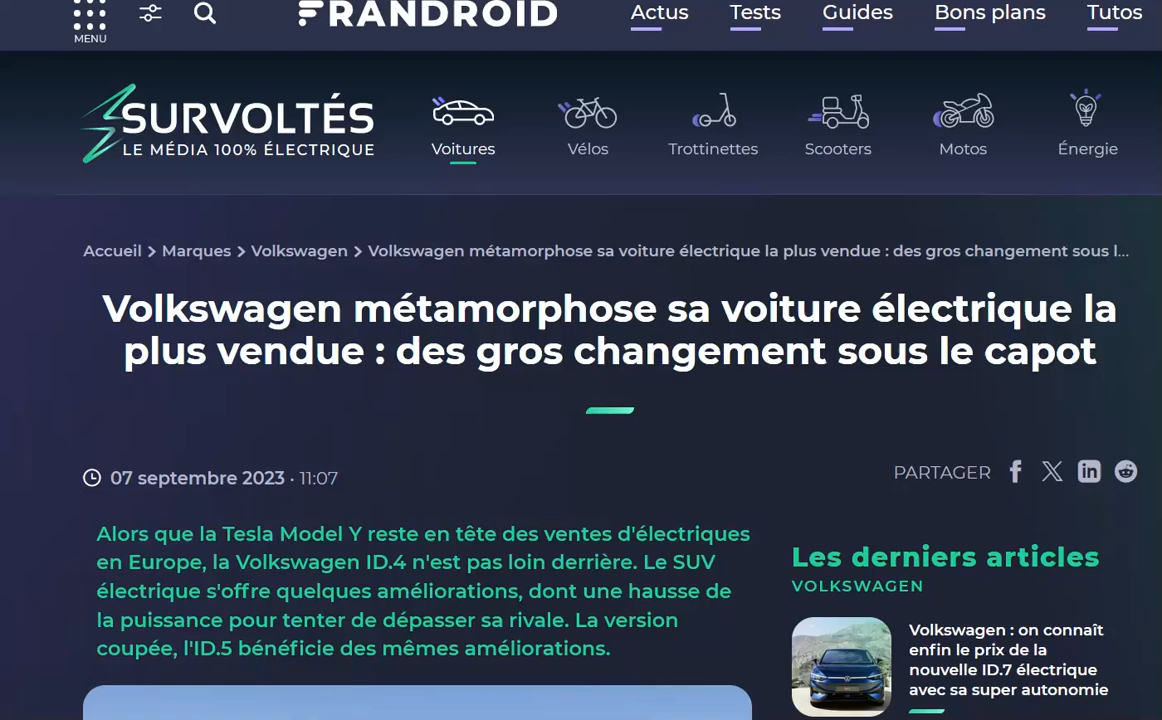 MENU
FRANDROID
Actus
Tests
Guides
Bons plans
Tutos
SURVOLTÉS
LE MÉDIA 100% ÉLECTRIQUE
Voitures
Vélos
Trottinettes
Scooters
Motos
Énergie
Accueil > Marques > Volkswagen > Volkswagen métamorphose sa voiture électrique la plus vendue : des gros changement sous l...
Volkswagen métamorphose sa voiture électrique la
plus vendue : des gros changement sous le capot
07 septembre 2023 · 11:07
PARTAGER
Alors que la Tesla Model Y reste en tête des ventes d'électriques
en Europe, la Volkswagen ID.4 n'est pas loin derrière. Le SUV
électrique s'offre quelques améliorations, dont une hausse de
la puissance pour tenter de dépasser sa rivale. La version
coupée, l'ID.5 bénéficie des mêmes améliorations.
Les derniers articles
VOLKSWAGEN
Volkswagen : on connaît
enfin le prix de la
nouvelle ID.7 électrique
avec sa super autonomie